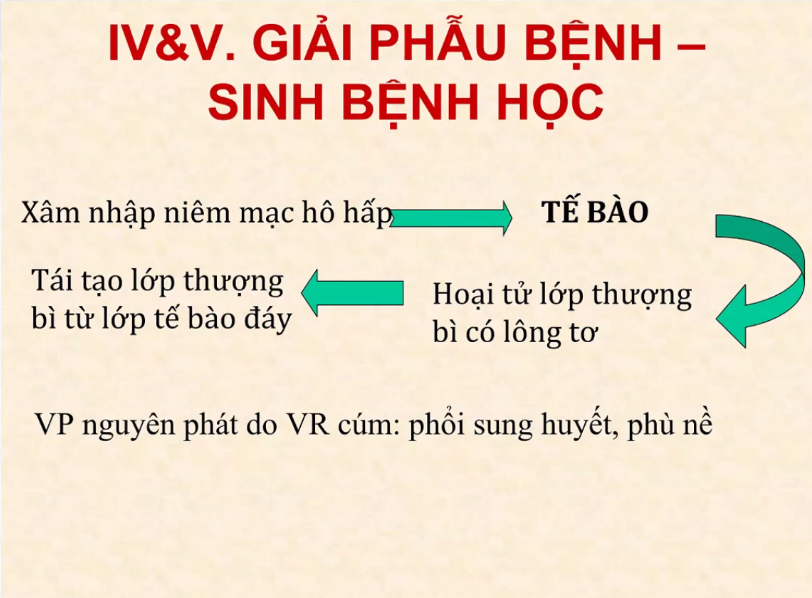 IV&V. GIẢI PHẪU BỆNH –
SINH BỆNH HỌC
Xâm nhập niêm mạc hô hấp
TẾ BÀO
Hoại tử lớp thượng
bì có lông tơ
Tái tạo lớp thượng
bì từ lớp tế bào đáy
VP nguyên phát do VR cúm: phổi sung huyết, phù nề